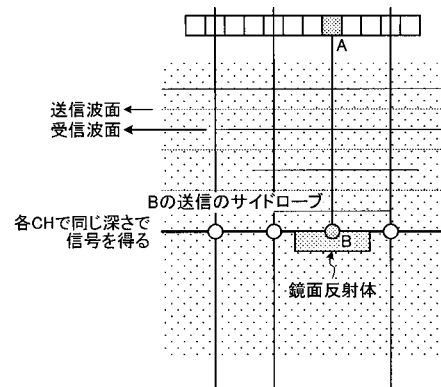 A
送信波面
受信波面
Bの送信のサイドローブ
各CHで同じ深さで
信号を得る
B
鏡面反射体